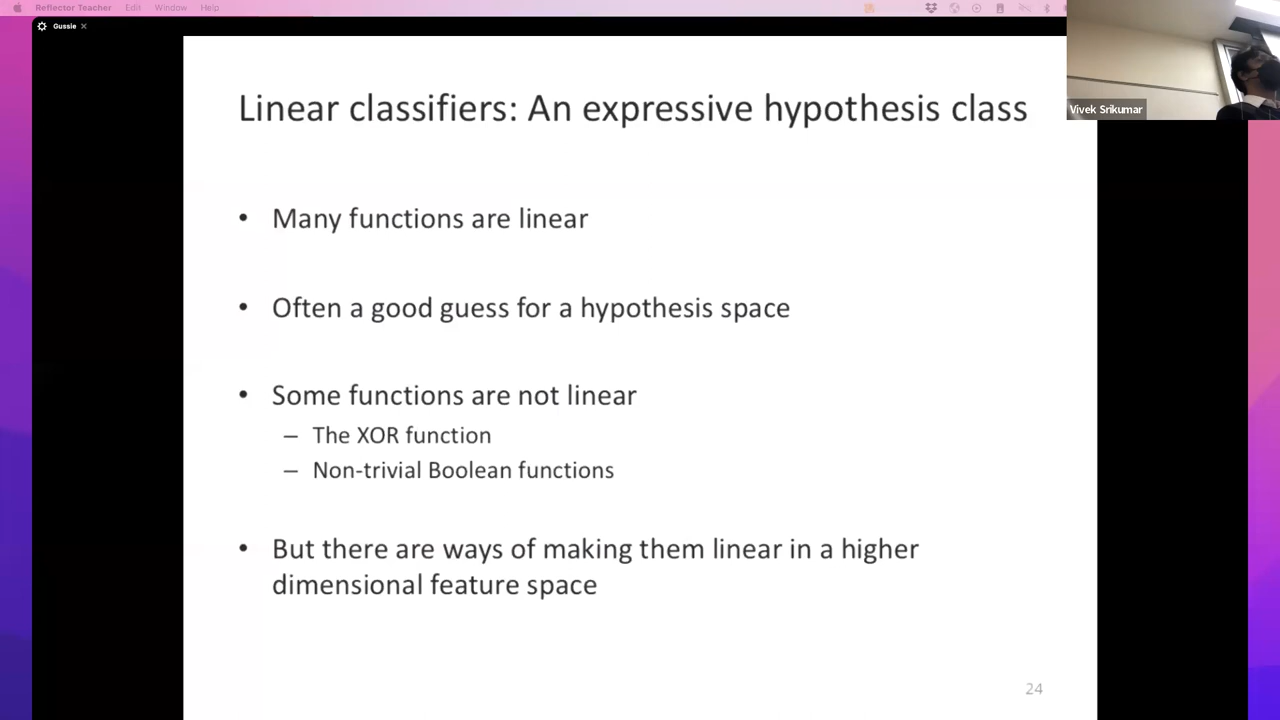 Reflector Teacher Edit Window Help
Gussie
Vivek Srikumar
Linear classifiers: An expressive hypothesis class
• Many functions are linear
• Often a good guess for a hypothesis space
• Some functions are not linear
– The XOR function
– Non-trivial Boolean functions
• But there are ways of making them linear in a higher
dimensional feature space
24